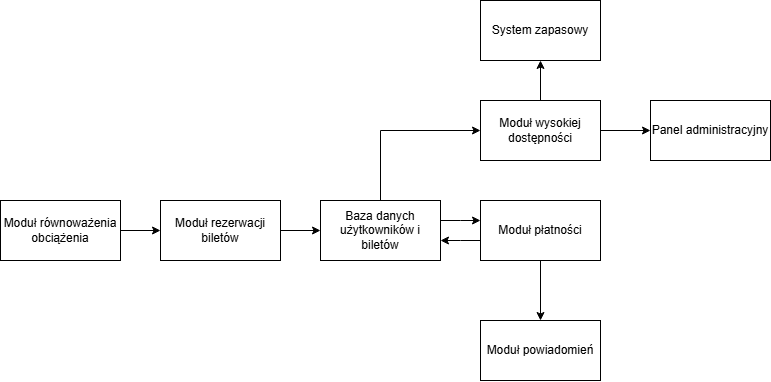 System zapasowy
Moduł wysokiej
dostępności
Panel administracyjny
Moduł równoważenia
obciążenia
Moduł rezerwacji
biletów
Baza danych
użytkowników i
biletów
Moduł płatności
Moduł powiadomień